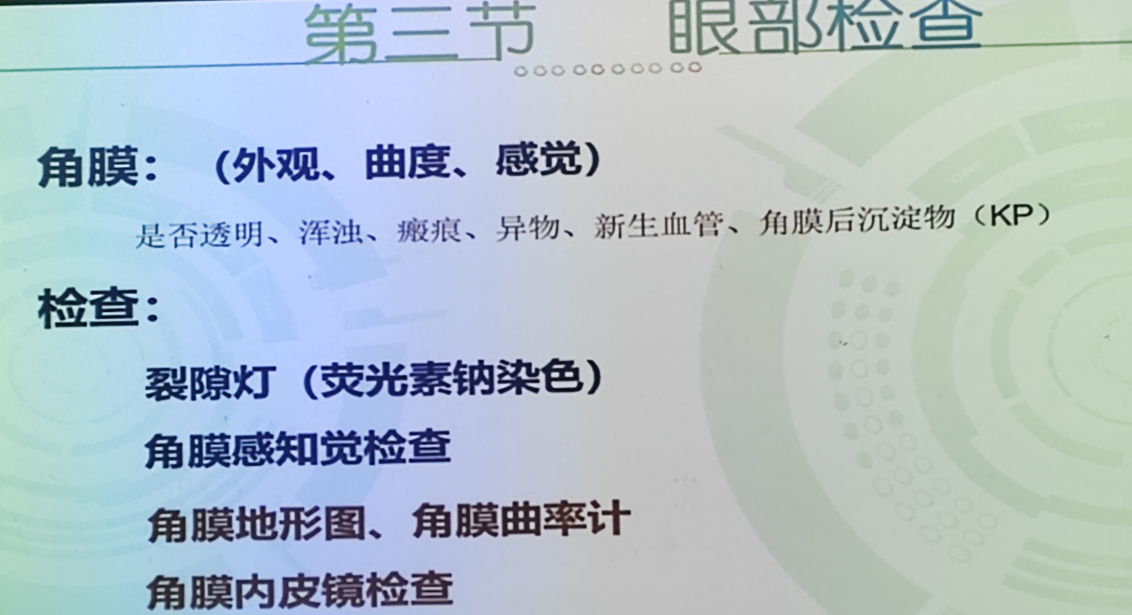 第三节 眼部检查
角膜：（外观、曲度、感觉）
是否透明、浑浊、瘢痕、异物、新生血管、角膜后沉淀物（KP）
检查：
裂隙灯（荧光素钠染色）
角膜感知觉检查
角膜地形图、角膜曲率计
角膜内皮镜检查